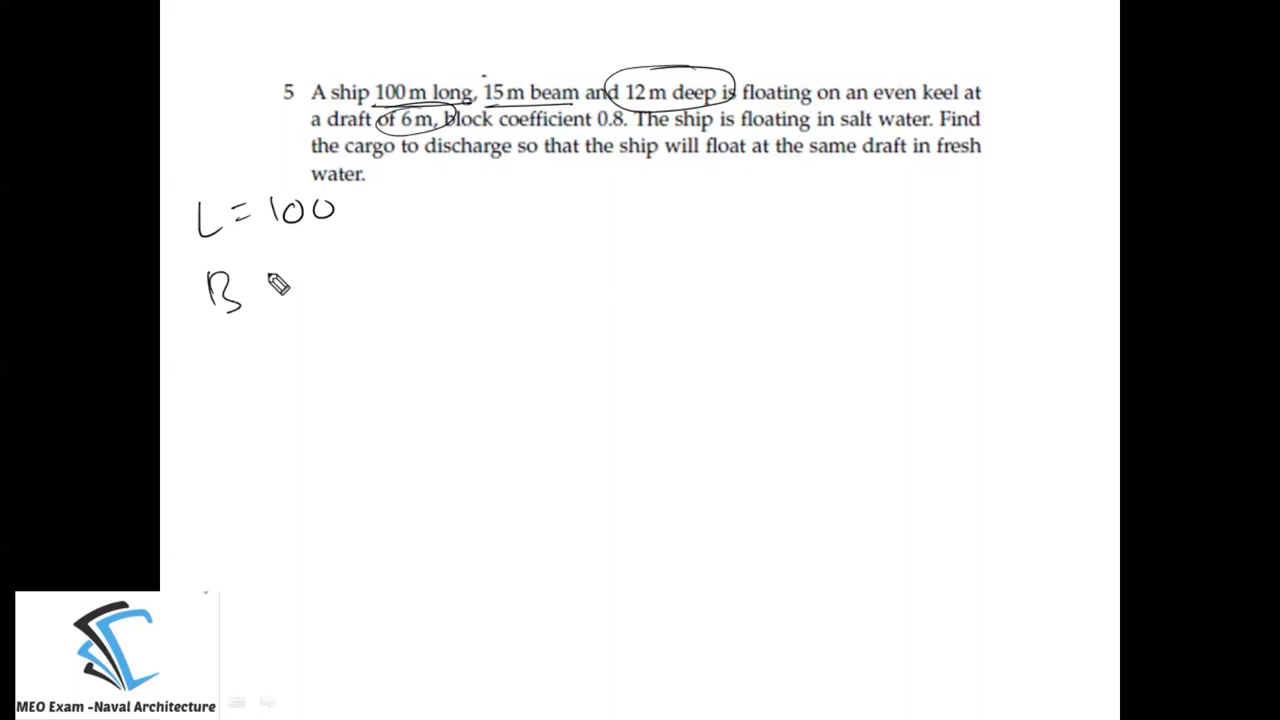 5 A ship 100 m long, 15 m beam and 12 m deep is floating on an even keel at
a draft of 6 m, block coefficient 0.8. The ship is floating in salt water. Find
the cargo to discharge so that the ship will float at the same draft in fresh
water.
L = 100
B
MEO Exam -Naval Architecture